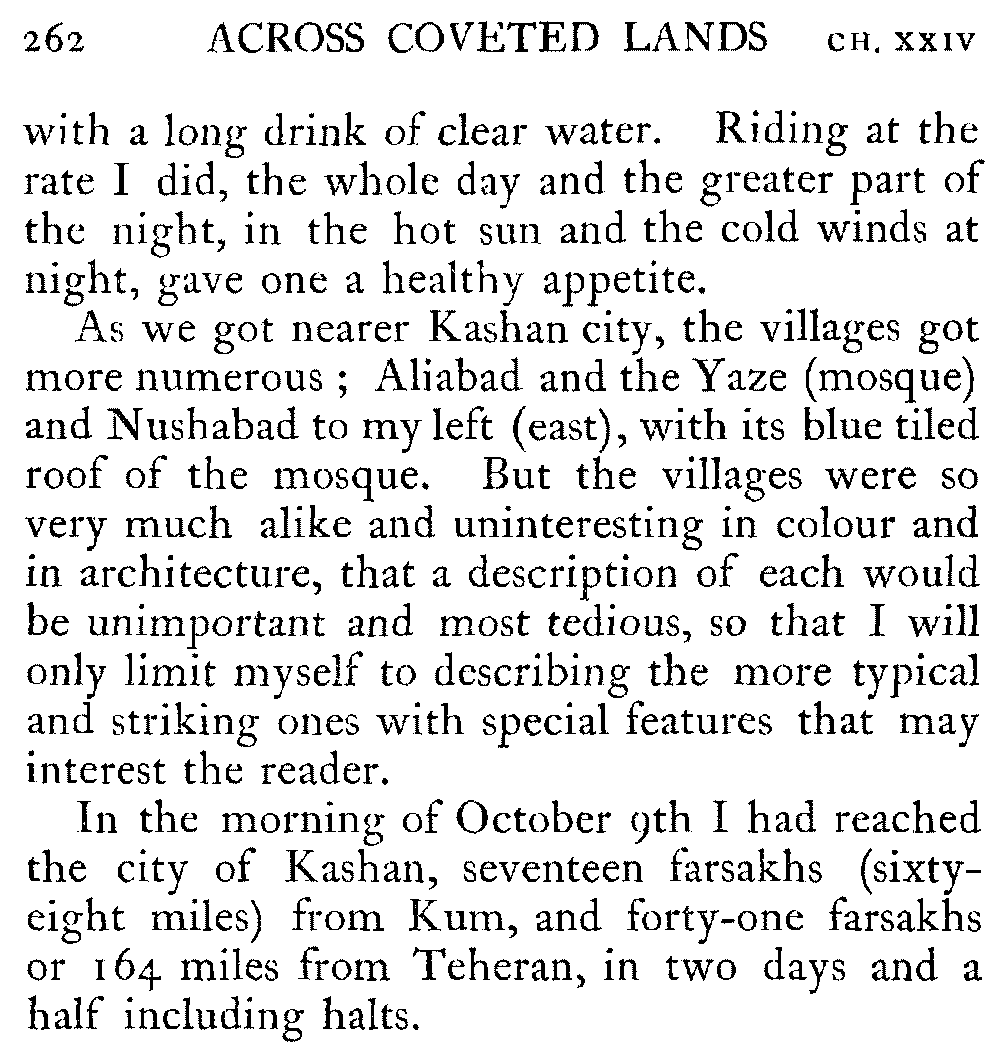 262 ACROSS COVETED LANDS CH. XXIV
with a long drink of clear water. Riding at the
rate I did, the whole day and the greater part of
the night, in the hot sun and the cold winds at
night, gave one a healthy appetite.
As we got nearer Kashan city, the villages got
more numerous ; Aliabad and the Yaze (mosque)
and Nushabad to my left (east), with its blue tiled
roof of the mosque. But the villages were so
very much alike and uninteresting in colour and
in architecture, that a description of each would
be unimportant and most tedious, so that I will
only limit myself to describing the more typical
and striking ones with special features that may
interest the reader.
In the morning of October 9th I had reached
the city of Kashan, seventeen farsakhs (sixty-
eight miles) from Kum, and forty-one farsakhs
or 164 miles from Teheran, in two days and a
half including halts.